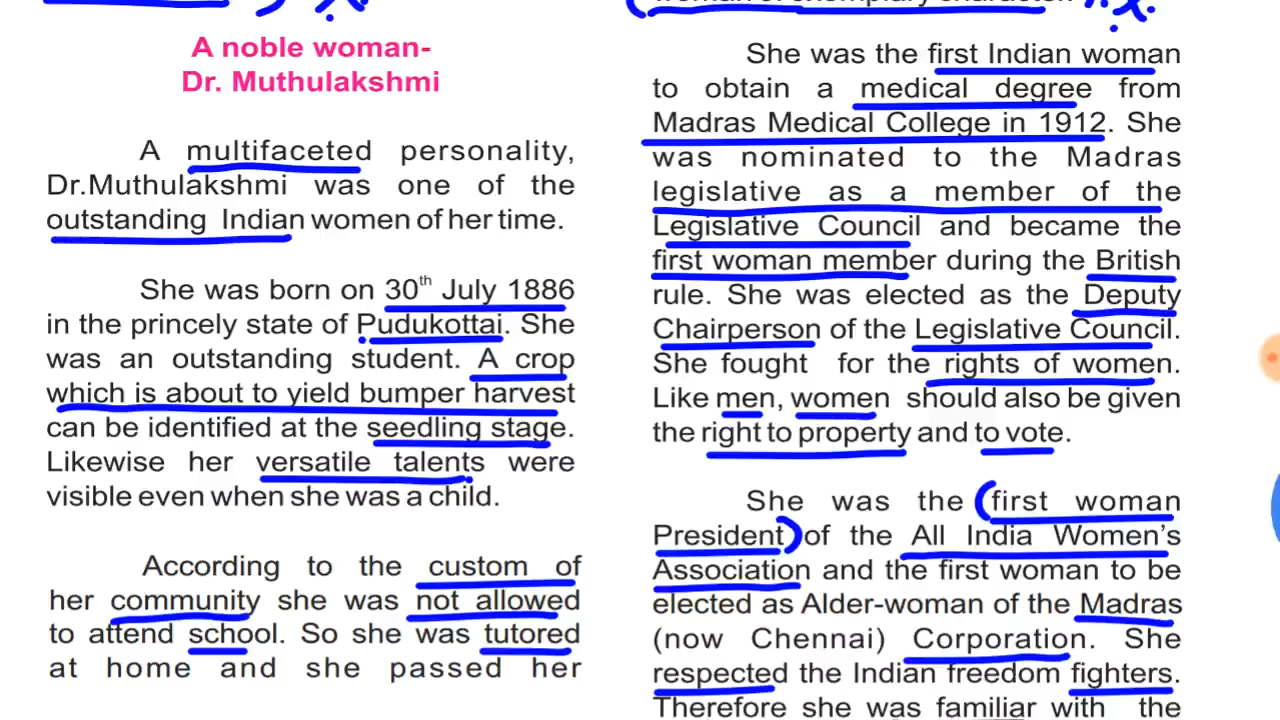 A noble woman-
Dr. Muthulakshmi
A multifaceted personality,
Dr.Muthulakshmi was one of the
outstanding Indian women of her time.
She was born on 30th July 1886
in the princely state of Pudukottai. She
was an outstanding student. A crop
which is about to yield bumper harvest
can be identified at the seedling stage.
Likewise her versatile talents were
visible even when she was a child.
According to the custom of
her community she was not allowed
to attend school. So she was tutored
at home and she passed her
woman of exemplary character.
She was the first Indian woman
to obtain a medical degree from
Madras Medical College in 1912. She
was nominated to the Madras
legislative as a member of the
Legislative Council and became the
first woman member during the British
rule. She was elected as the Deputy
Chairperson of the Legislative Council.
She fought for the rights of women.
Like men, women should also be given
the right to property and to vote.
She was the (first woman
President) of the All India Women's
Association and the first woman to be
elected as Alder-woman of the Madras
(now Chennai) Corporation. She
respected the Indian freedom fighters.
Therefore she was familiar with the